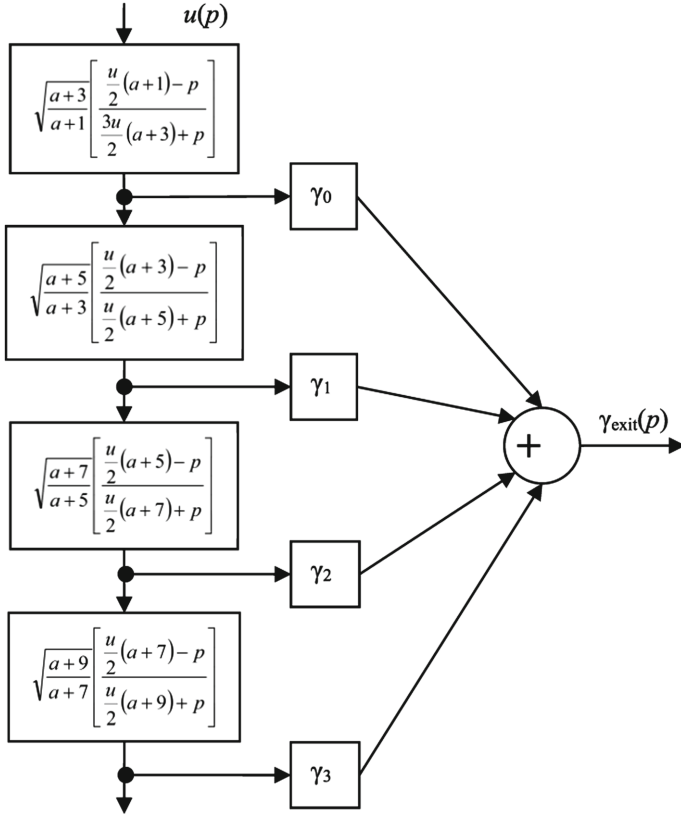 u(p)
√((a+3)/(a+1)) [ (u/2 (a+1) − p) / (3u/2 (a+3) + p) ]
γ₀
√((a+5)/(a+3)) [ (u/2 (a+3) − p) / (u/2 (a+5) + p) ]
γ₁
γexit(p)
+
√((a+7)/(a+5)) [ (u/2 (a+5) − p) / (u/2 (a+7) + p) ]
γ₂
√((a+9)/(a+7)) [ (u/2 (a+7) − p) / (u/2 (a+9) + p) ]
γ₃